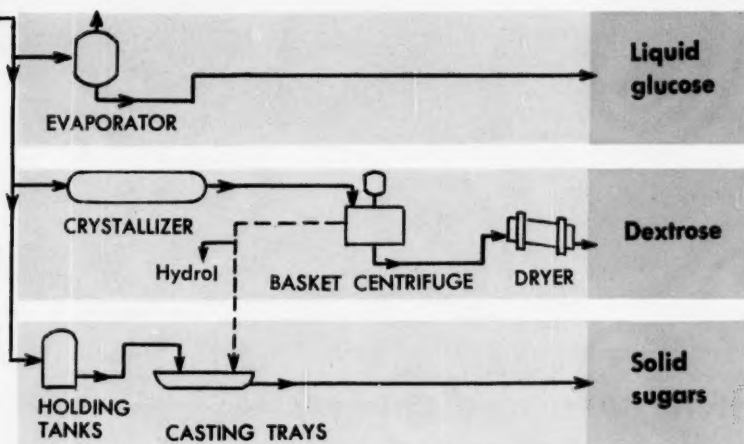 EVAPORATOR
Liquid
glucose
CRYSTALLIZER
Hydrol
BASKET CENTRIFUGE
DRYER
Dextrose
HOLDING
TANKS
CASTING TRAYS
Solid
sugars